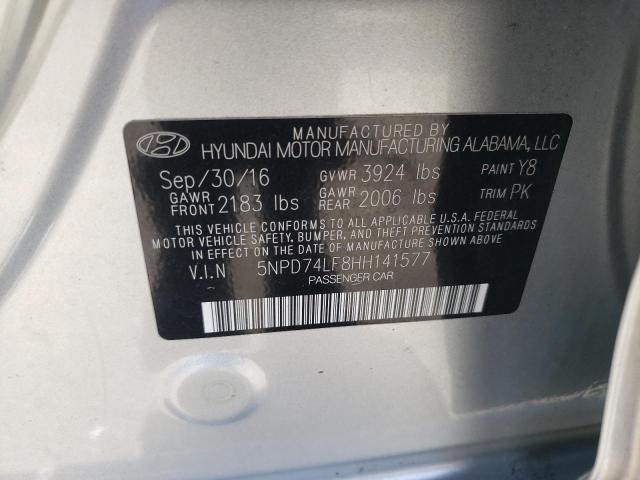 MANUFACTURED BY
HYUNDAI MOTOR MANUFACTURING ALABAMA, LLC
Sep/30/16 GVWR 3924 lbs PAINT Y8
GAWR FRONT 2183 lbs GAWR REAR 2006 lbs TRIM PK
THIS VEHICLE CONFORMS TO ALL APPLICABLE U.S.A. FEDERAL
MOTOR VEHICLE SAFETY, BUMPER, AND THEFT PREVENTION STANDARDS
IN EFFECT ON THE DATE OF MANUFACTURE SHOWN ABOVE.
V.I.N 5NPD74LF8HH141577
PASSENGER CAR